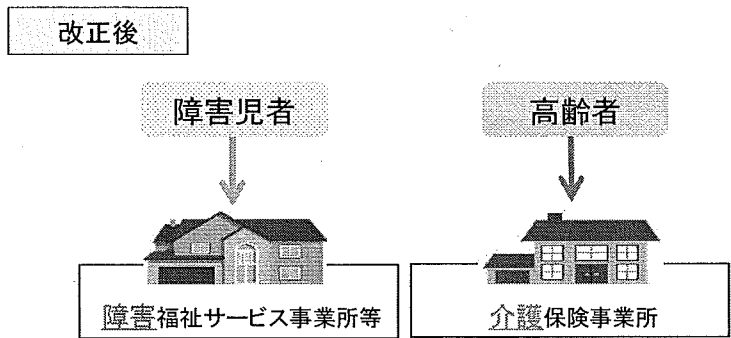 改正後
障害児者
高齢者
障害福祉サービス事業所等
介護保険事業所